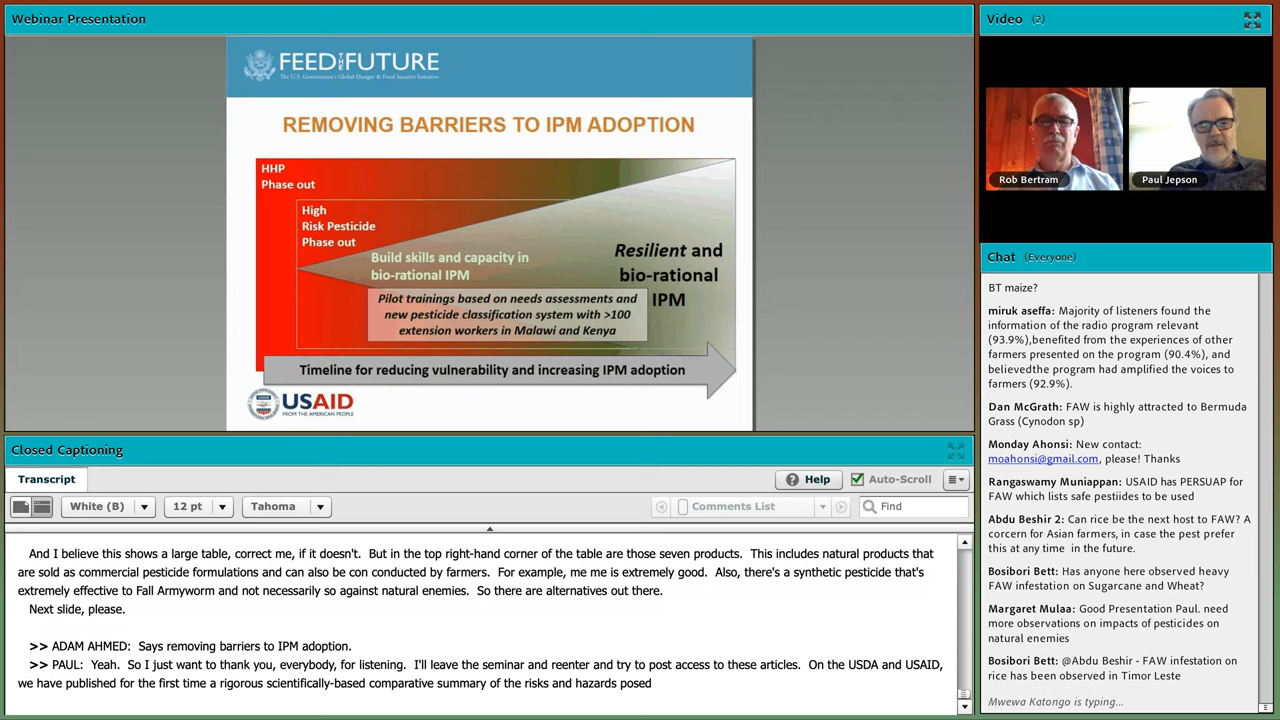 Webinar Presentation
FEED THE FUTURE
The U.S. Government's Global Hunger & Food Security Initiative
REMOVING BARRIERS TO IPM ADOPTION
HHP
Phase out
High
Risk Pesticide
Phase out
Build skills and capacity in
bio-rational IPM
Resilient and
bio-rational
IPM
Pilot trainings based on needs assessments and
new pesticide classification system with >100
extension workers in Malawi and Kenya
Timeline for reducing vulnerability and increasing IPM adoption
USAID
FROM THE AMERICAN PEOPLE
Video (2)
Rob Bertram
Paul Jepson
Chat (Everyone)
BT maize?
miruk aseffa: Majority of listeners found the
information of the radio program relevant
(93.9%),benefited from the experiences of other
farmers presented on the program (90.4%), and
believedthe program had amplified the voices to
farmers (92.9%).
Dan McGrath: FAW is highly attracted to Bermuda
Grass (Cynodon sp)
Monday Ahonsi: New contact:
moahonsi@gmail.com, please! Thanks
Rangaswamy Muniappan: USAID has PERSUAP for
FAW which lists safe pestiides to be used
Abdu Beshir 2: Can rice be the next host to FAW? A
corcern for Asian farmers, in case the pest prefer
this at any time in the future.
Bosibori Bett: Has anyone here observed heavy
FAW infestation on Sugarcane and Wheat?
Margaret Mulaa: Good Presentation Paul. need
more observations on impacts of pesticides on
natural enemies
Bosibori Bett: @Abdu Beshir - FAW infestation on
rice has been observed in Timor Leste
Mwewa Katongo is typing...
Closed Captioning
Transcript
Help
Auto-Scroll
White (B)
12 pt
Tahoma
Comments List
Find
And I believe this shows a large table, correct me, if it doesn't. But in the top right-hand corner of the table are those seven products. This includes natural products that
are sold as commercial pesticide formulations and can also be con conducted by farmers. For example, me me is extremely good. Also, there's a synthetic pesticide that's
extremely effective to Fall Armyworm and not necessarily so against natural enemies. So there are alternatives out there.
Next slide, please.
>> ADAM AHMED: Says removing barriers to IPM adoption.
>> PAUL: Yeah. So I just want to thank you, everybody, for listening. I'll leave the seminar and reenter and try to post access to these articles. On the USDA and USAID,
we have published for the first time a rigorous scientifically-based comparative summary of the risks and hazards posed